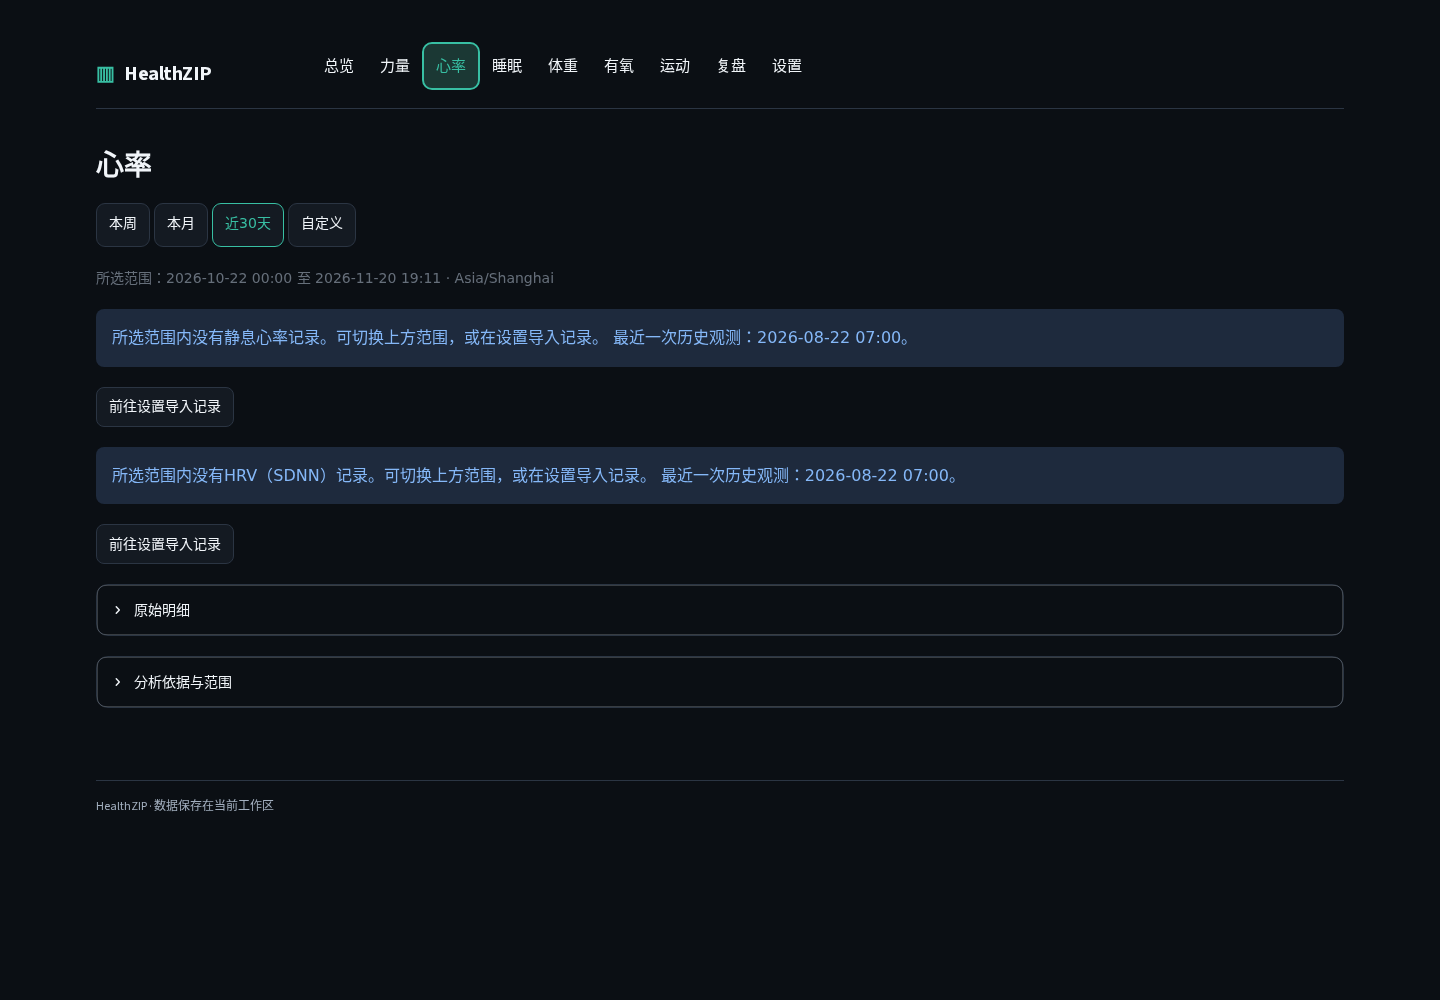 HealthZIP
总览 力量 心率 睡眠 体重 有氧 运动 复盘 设置
心率
本周 本月 近30天 自定义
所选范围：2026-10-22 00:00 至 2026-11-20 19:11 · Asia/Shanghai
所选范围内没有静息心率记录。可切换上方范围，或在设置导入记录。 最近一次历史观测：2026-08-22 07:00。
前往设置导入记录
所选范围内没有HRV（SDNN）记录。可切换上方范围，或在设置导入记录。 最近一次历史观测：2026-08-22 07:00。
前往设置导入记录
原始明细
分析依据与范围
HealthZIP · 数据保存在当前工作区